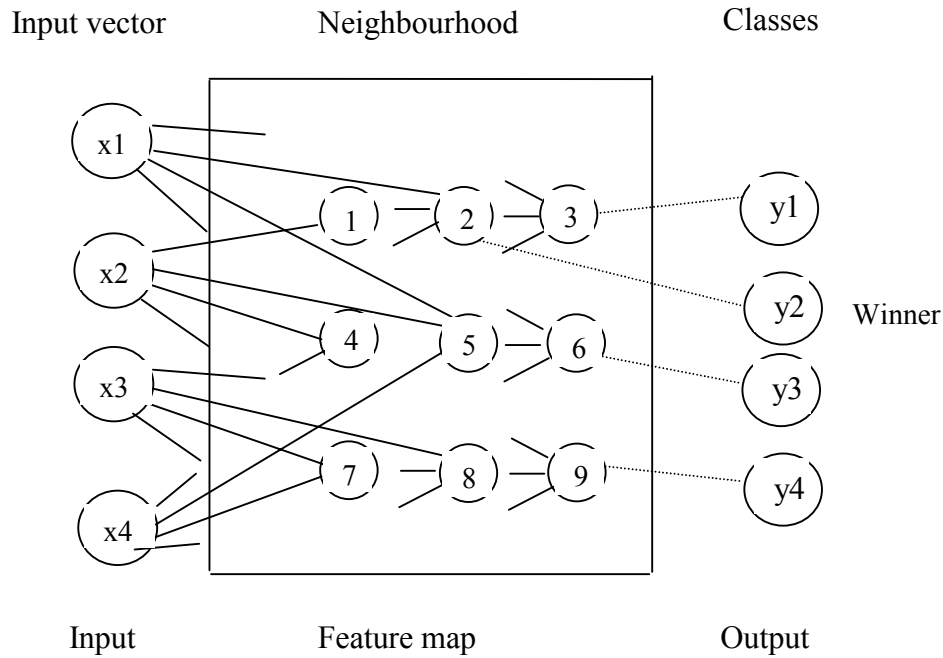 Input vector Neighbourhood Classes
x1
1 2 3 y1
x2
y2 Winner
4 5 6
x3 y3
7 8 9 y4
x4
Input Feature map Output